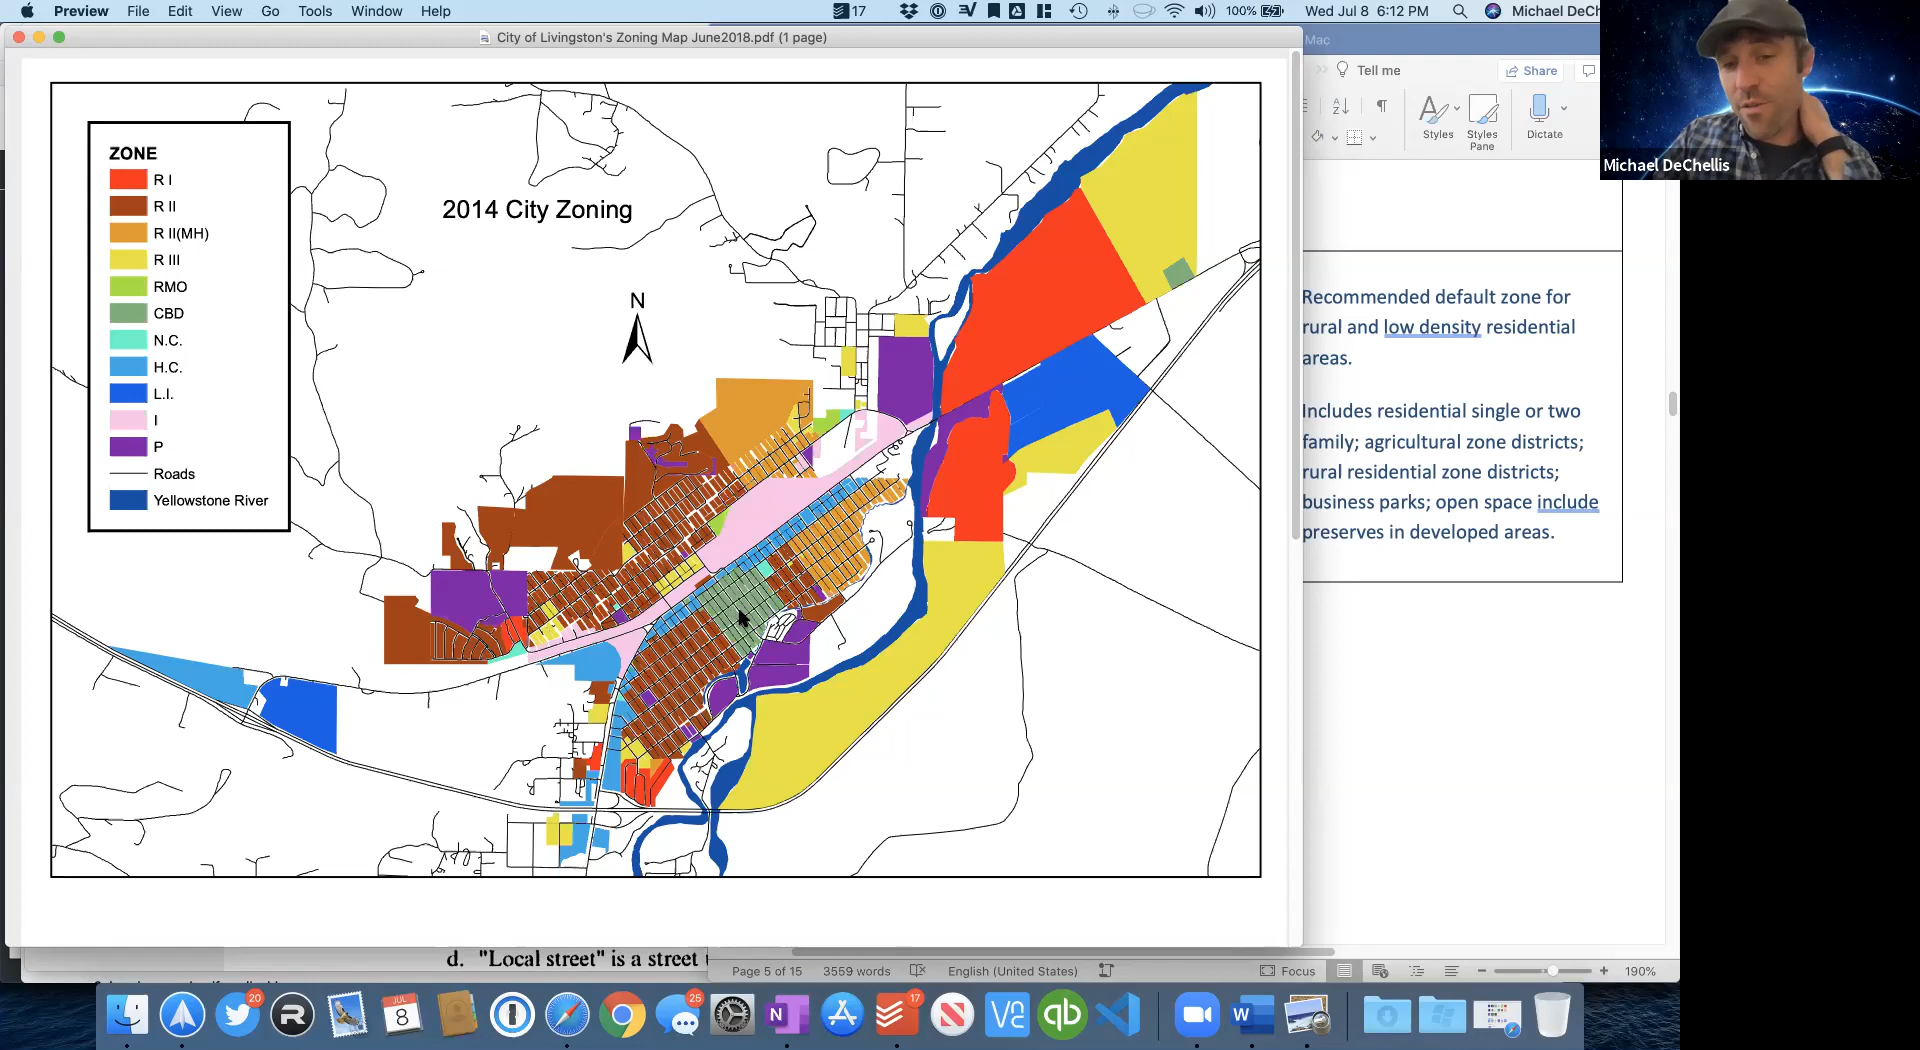 Preview File Edit View Go Tools Window Help
17
100%
Wed Jul 8 6:12 PM
Michael DeCh
City of Livingston's Zoning Map June2018.pdf (1 page)
Mac
Tell me
Share
Styles
Styles Pane
Dictate
Michael DeChellis
ZONE
R I
R II
R II(MH)
R III
RMO
CBD
N.C.
H.C.
L.I.
I
P
Roads
Yellowstone River
2014 City Zoning
N
Recommended default zone for
rural and low density residential
areas.
Includes residential single or two
family; agricultural zone districts;
rural residential zone districts;
business parks; open space include
preserves in developed areas.
d. "Local street" is a street
Page 5 of 15 3559 words English (United States) Focus 190%
20
JUL
8
25
N
17
qb
W